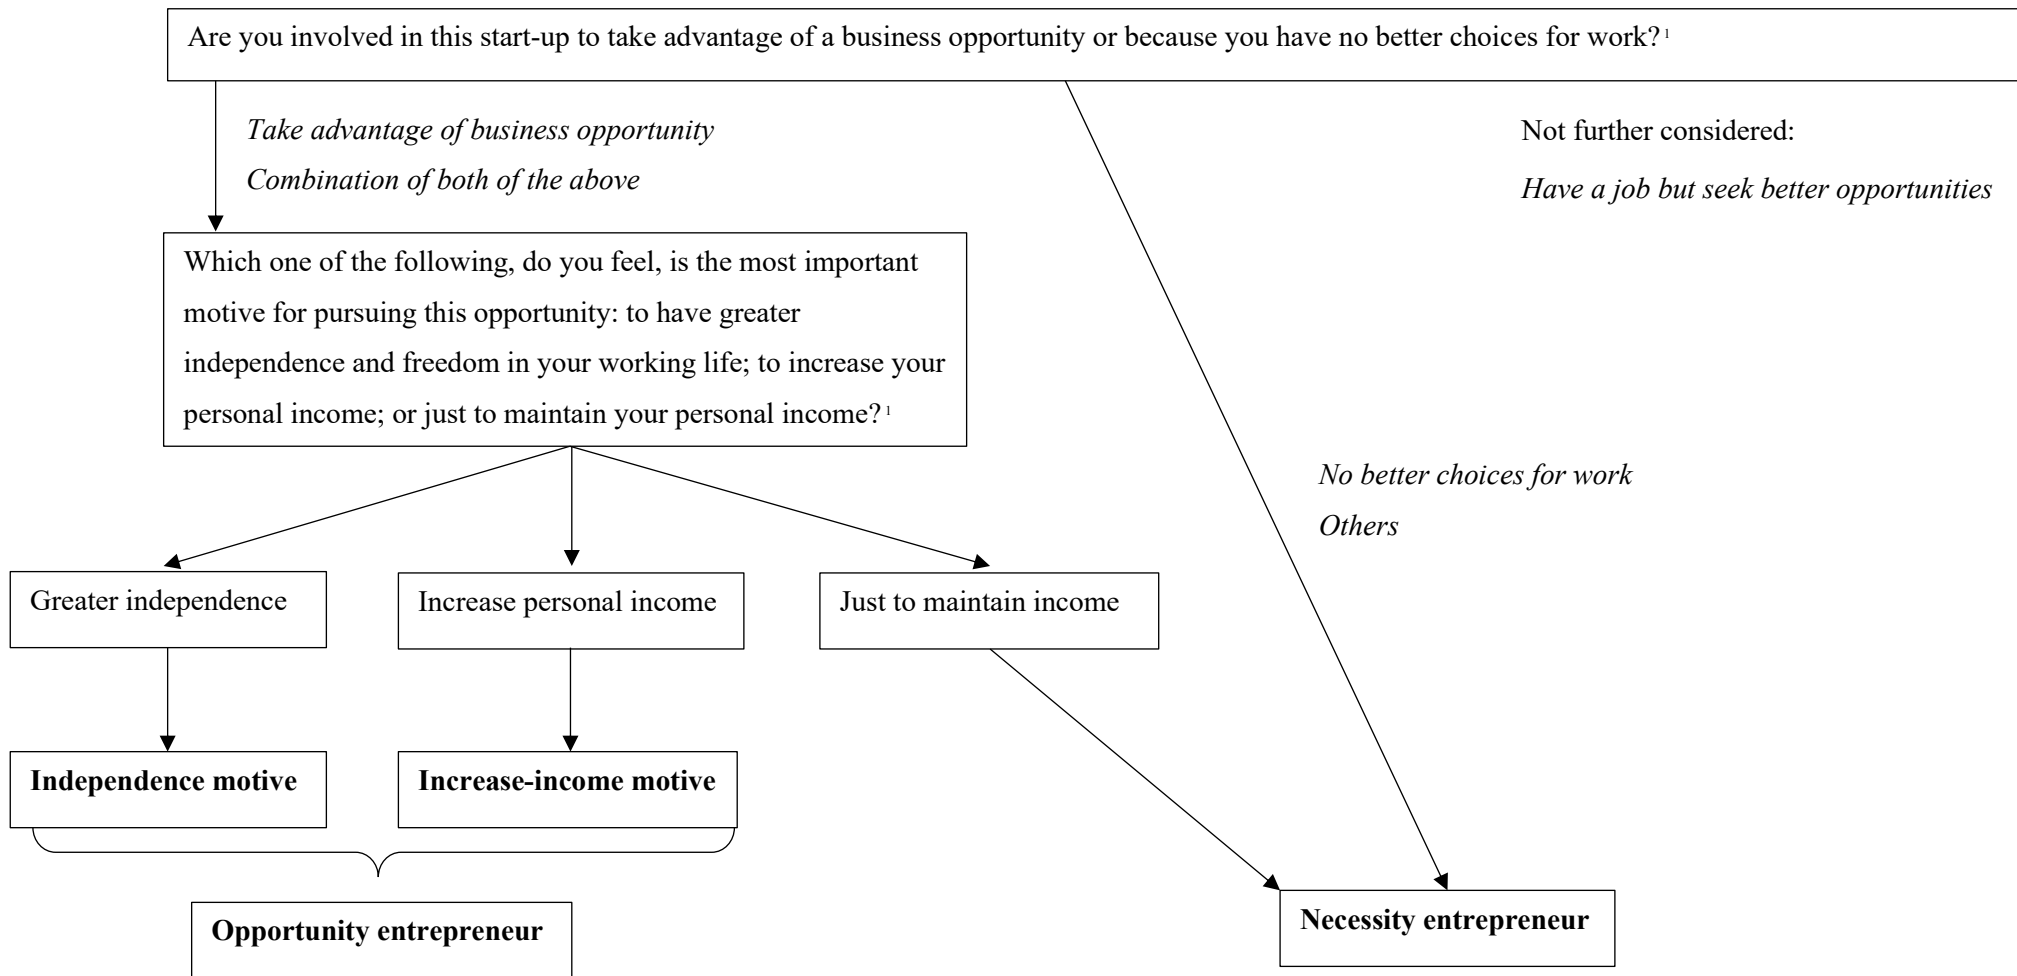 Are you involved in this start-up to take advantage of a business opportunity or because you have no better choices for work? 1
Take advantage of business opportunity
Combination of both of the above
Not further considered:
Have a job but seek better opportunities
Which one of the following, do you feel, is the most important
motive for pursuing this opportunity: to have greater
independence and freedom in your working life; to increase your
personal income; or just to maintain your personal income? 1
No better choices for work
Others
Greater independence
Increase personal income
Just to maintain income
Independence motive
Increase-income motive
Opportunity entrepreneur
Necessity entrepreneur